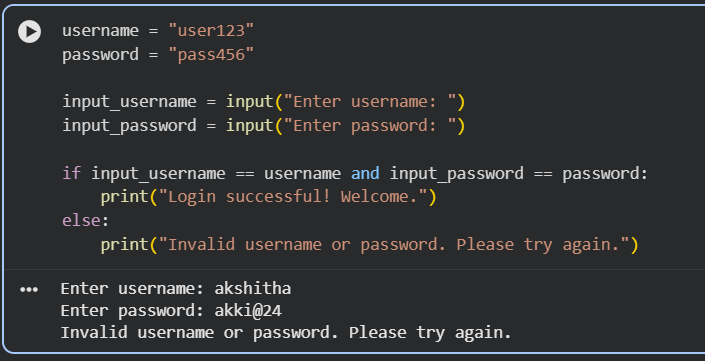 username = "user123"
password = "pass456"
input_username = input("Enter username: ")
input_password = input("Enter password: ")
if input_username == username and input_password == password:
    print("Login successful! Welcome.")
else:
    print("Invalid username or password. Please try again.")
Enter username: akshitha
Enter password: akki@24
Invalid username or password. Please try again.